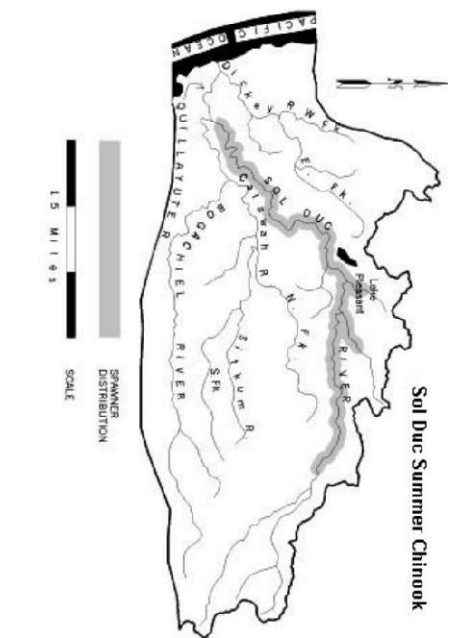 Sol Duc Summer Chinook
N
PACIFIC OCEAN
Dickey R W Fk
E. Fk.
SOL DUC RIVER
Lake
Pleasant
Calawah R N Fk.
Sitkum R
S. Fk
BOGACHIEL RIVER
QUILLAYUTE R
SPAWNER
DISTRIBUTION
SCALE
15 Miles